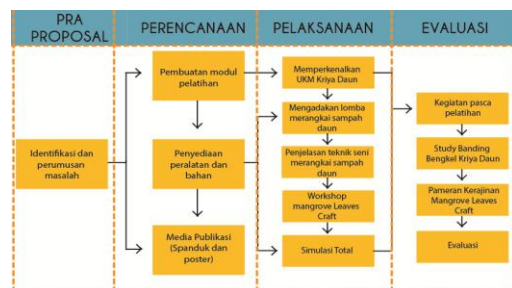 PRA
PROPOSAL
PERENCANAAN
PELAKSANAAN
EVALUASI
Identifikasi dan
perumusan
masalah
Pembuatan modul
pelatihan
Penyediaan
peralatan dan
bahan
Media Publikasi
(Spanduk dan
poster)
Memperkenalkan
UKM Kriya Daun
Mengadakan lomba
merangkai sampah
daun
Penjelasan teknik seni
merangkai sampah
daun
Workshop
mangrove Leaves
Craft
Simulasi Total
Kegiatan pasca
pelatihan
Study Banding
Bengkel Kriya Daun
Pameran Kerajinan
Mangrove Leaves
Craft
Evaluasi